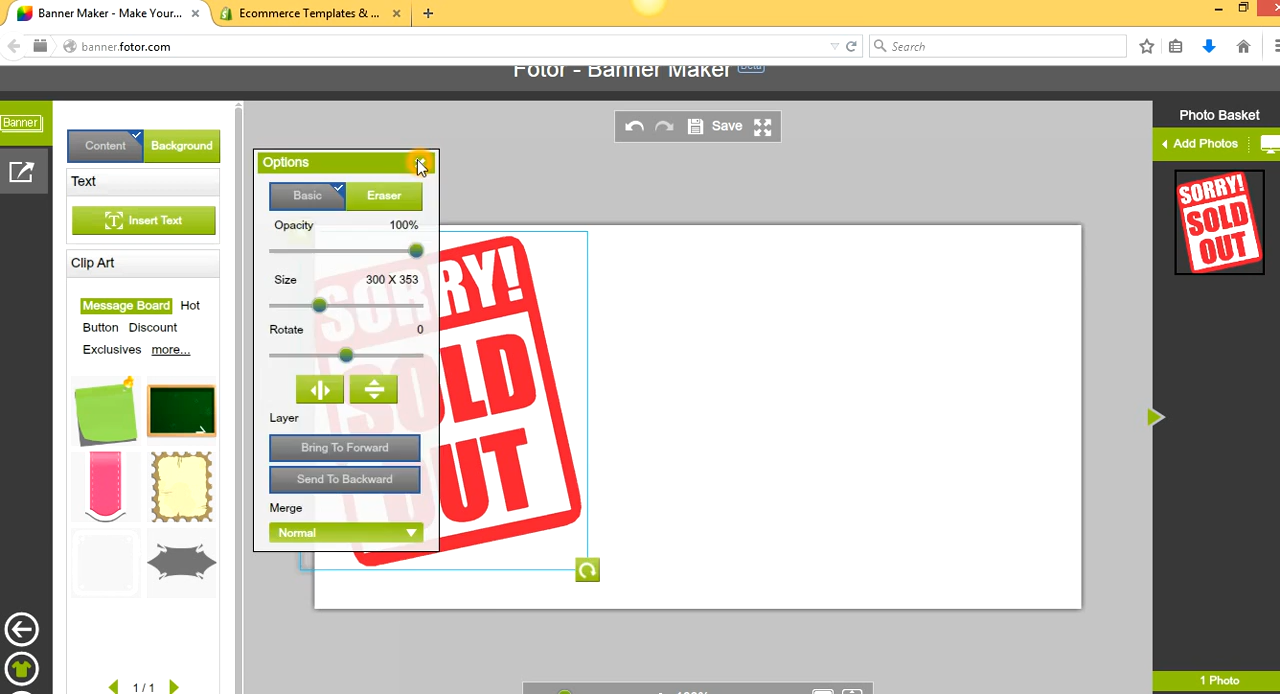 Banner Maker - Make Your...
Ecommerce Templates & ...
banner.fotor.com
Search
Fotor - Banner Maker Beta
Banner
Content
Background
Text
Insert Text
Clip Art
Message Board Hot
Button Discount
Exclusives more...
1 / 1
Save
Options
Basic
Eraser
Opacity 100%
Size 300 X 353
Rotate 0
Layer
Bring To Forward
Send To Backward
Merge
Normal
SORRY!
SOLD
OUT
100%
Photo Basket
Add Photos
SORRY!
SOLD
OUT
1 Photo